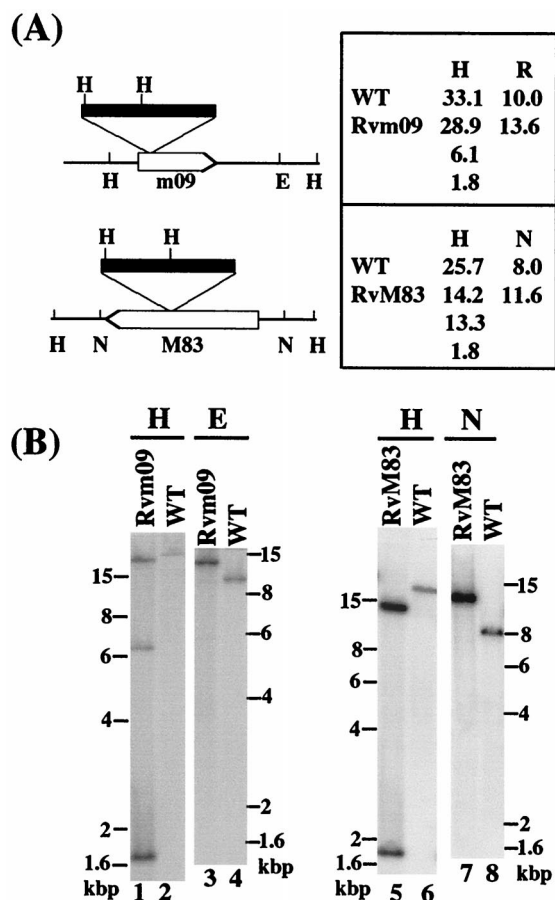 (A)
H H
H m09 E H
H H
H N M83 N H
H R
WT 33.1 10.0
Rvm09 28.9 13.6
6.1
1.8
H N
WT 25.7 8.0
RvM83 14.2 11.6
13.3
1.8
(B)
H E
Rvm09 WT Rvm09 WT
15
8
6
4
2
1.6
kbp
15
8
6
4
2
1.6
kbp
1 2 3 4
H N
RvM83 WT RvM83 WT
15
8
6
4
2
1.6
kbp
15
8
6
4
2
1.6
kbp
5 6 7 8